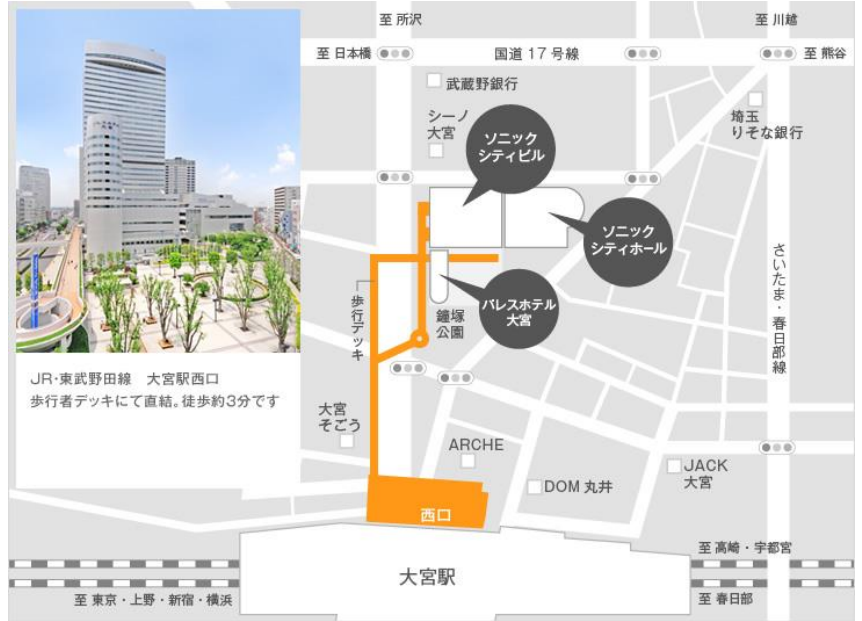 至 所沢
至 川越
至 日本橋
国道 17 号線
至 熊谷
武蔵野銀行
シーノ
大宮
埼玉
りそな銀行
ソニック
シティビル
ソニック
シティホール
さいたま・春日部線
パレスホテル
大宮
歩行デッキ
鐘塚
公園
JR・東武野田線 大宮駅西口
歩行者デッキにて直結。徒歩約3分です
大宮
そごう
ARCHE
JACK
大宮
DOM 丸井
西口
至 高崎・宇都宮
大宮駅
至 東京・上野・新宿・横浜
至 春日部